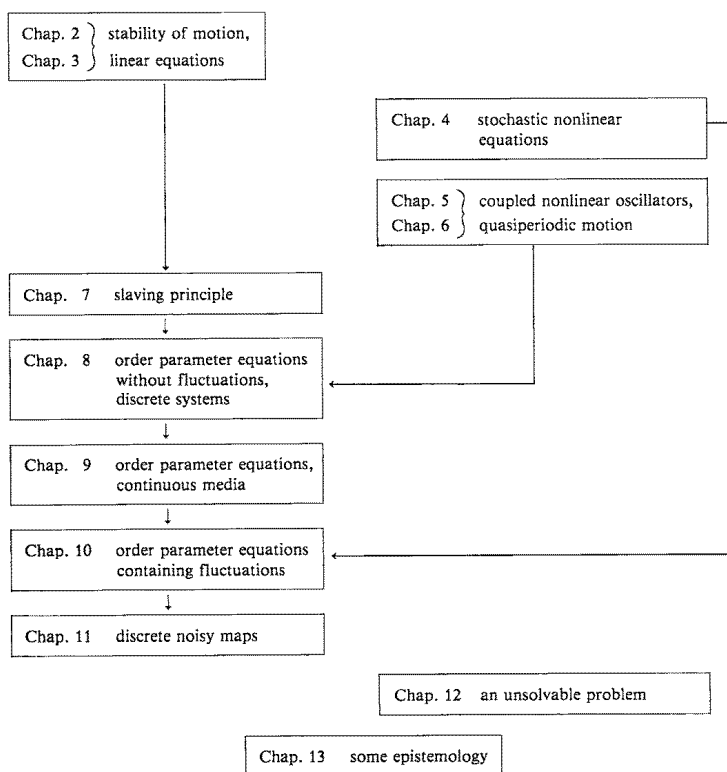 Chap. 2 } stability of motion,
Chap. 3 } linear equations
Chap. 4 stochastic nonlinear
equations
Chap. 5 } coupled nonlinear oscillators,
Chap. 6 } quasiperiodic motion
Chap. 7 slaving principle
Chap. 8 order parameter equations
without fluctuations,
discrete systems
Chap. 9 order parameter equations,
continuous media
Chap. 10 order parameter equations
containing fluctuations
Chap. 11 discrete noisy maps
Chap. 12 an unsolvable problem
Chap. 13 some epistemology